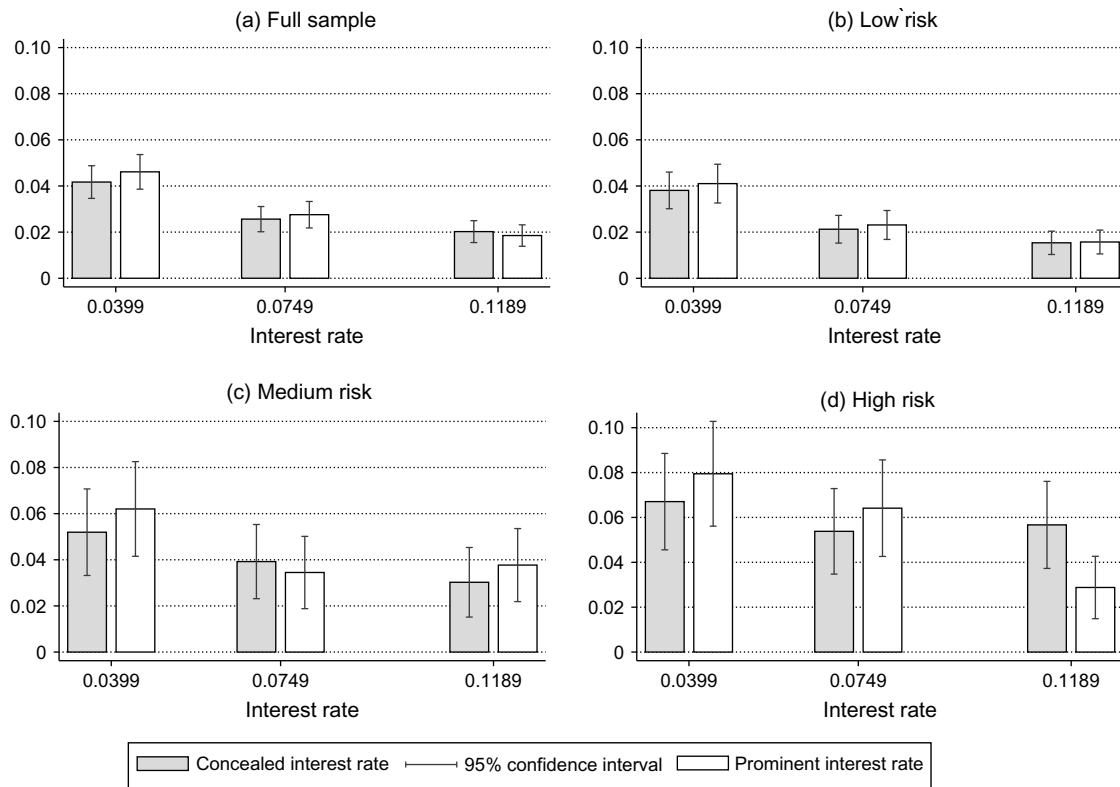 (a) Full sample
0.10
0.08
0.06
0.04
0.02
0
0.0399 0.0749 0.1189
Interest rate
(b) Low`risk
0.10
0.08
0.06
0.04
0.02
0
0.0399 0.0749 0.1189
Interest rate
(c) Medium risk
0.10
0.08
0.06
0.04
0.02
0
0.0399 0.0749 0.1189
Interest rate
(d) High risk
0.10
0.08
0.06
0.04
0.02
0
0.0399 0.0749 0.1189
Interest rate
Concealed interest rate 95% confidence interval Prominent interest rate